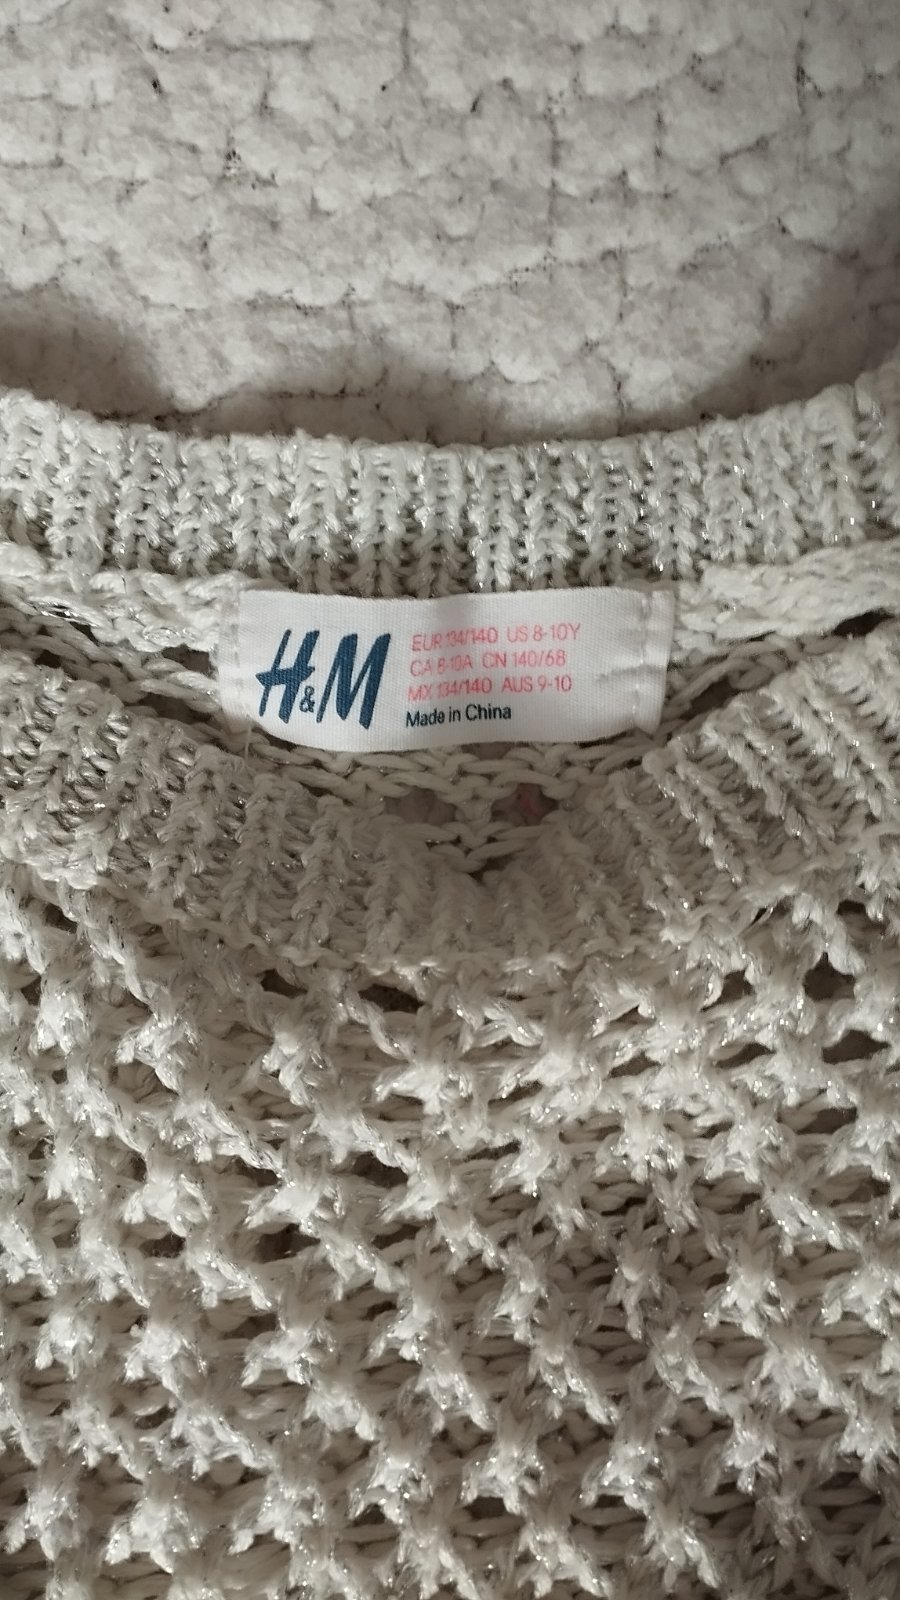 H&M
EUR 134/140 US 8-10Y
CA 8-10A CN 140/68
MX 134/140 AUS 9-10
Made in China